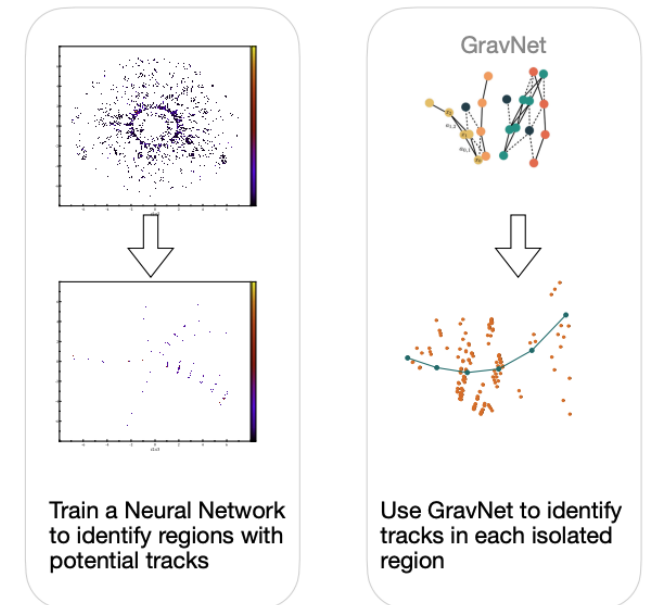 GravNet
Train a Neural Network
to identify regions with
potential tracks
Use GravNet to identify
tracks in each isolated
region